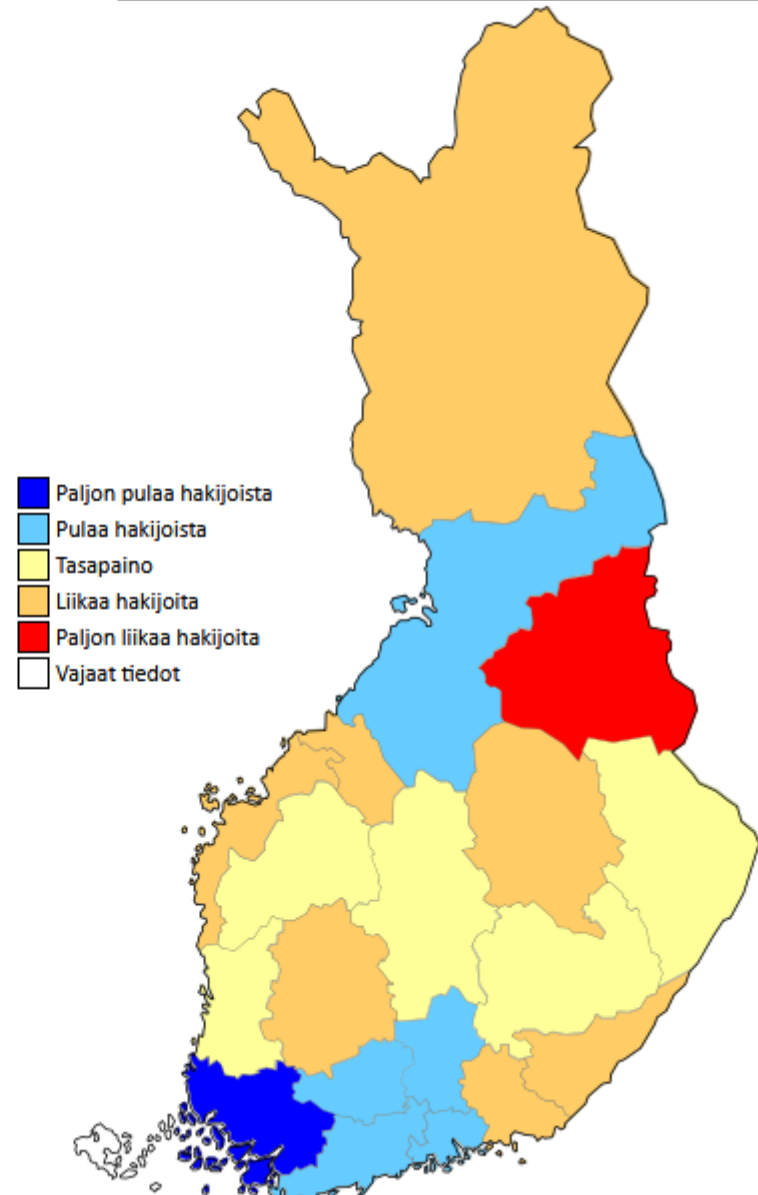 Paljon pulaa hakijoista
Pulaa hakijoista
Tasapaino
Liikaa hakijoita
Paljon liikaa hakijoita
Vajaat tiedot